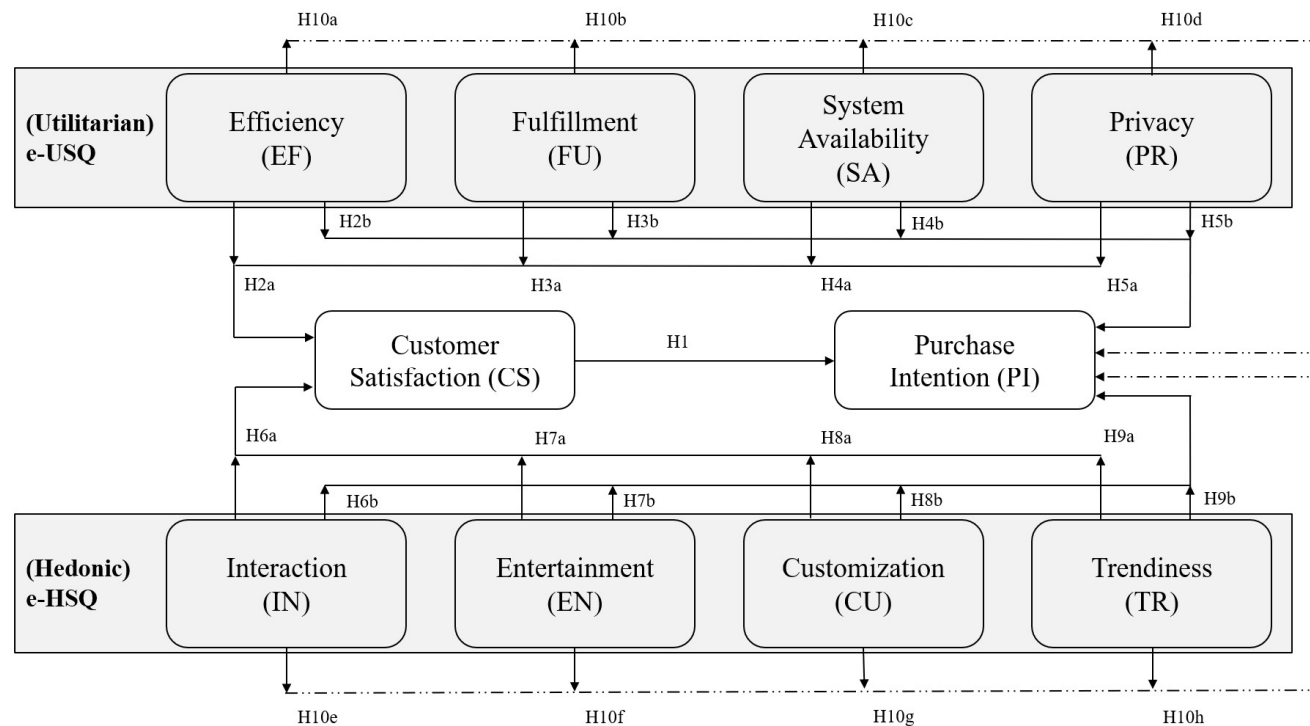 H10a
H10b
H10c
H10d
(Utilitarian)
e-USQ
Efficiency
(EF)
Fulfillment
(FU)
System
Availability
(SA)
Privacy
(PR)
H2b
H3b
H4b
H5b
H2a
H3a
H4a
H5a
Customer
Satisfaction (CS)
H1
Purchase
Intention (PI)
H6a
H7a
H8a
H9a
H6b
H7b
H8b
H9b
(Hedonic)
e-HSQ
Interaction
(IN)
Entertainment
(EN)
Customization
(CU)
Trendiness
(TR)
H10e
H10f
H10g
H10h